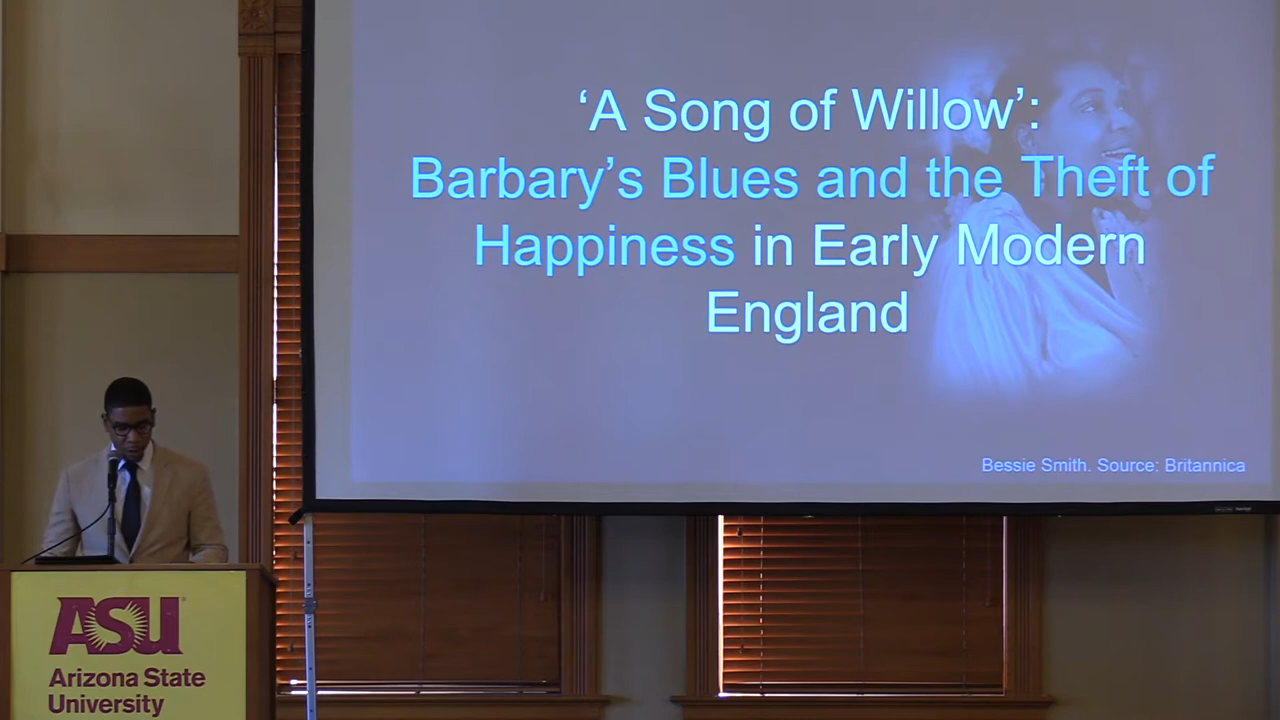 ‘A Song of Willow’:
Barbary’s Blues and the Theft of
Happiness in Early Modern
England
Bessie Smith. Source: Britannica
ASU
Arizona State
University